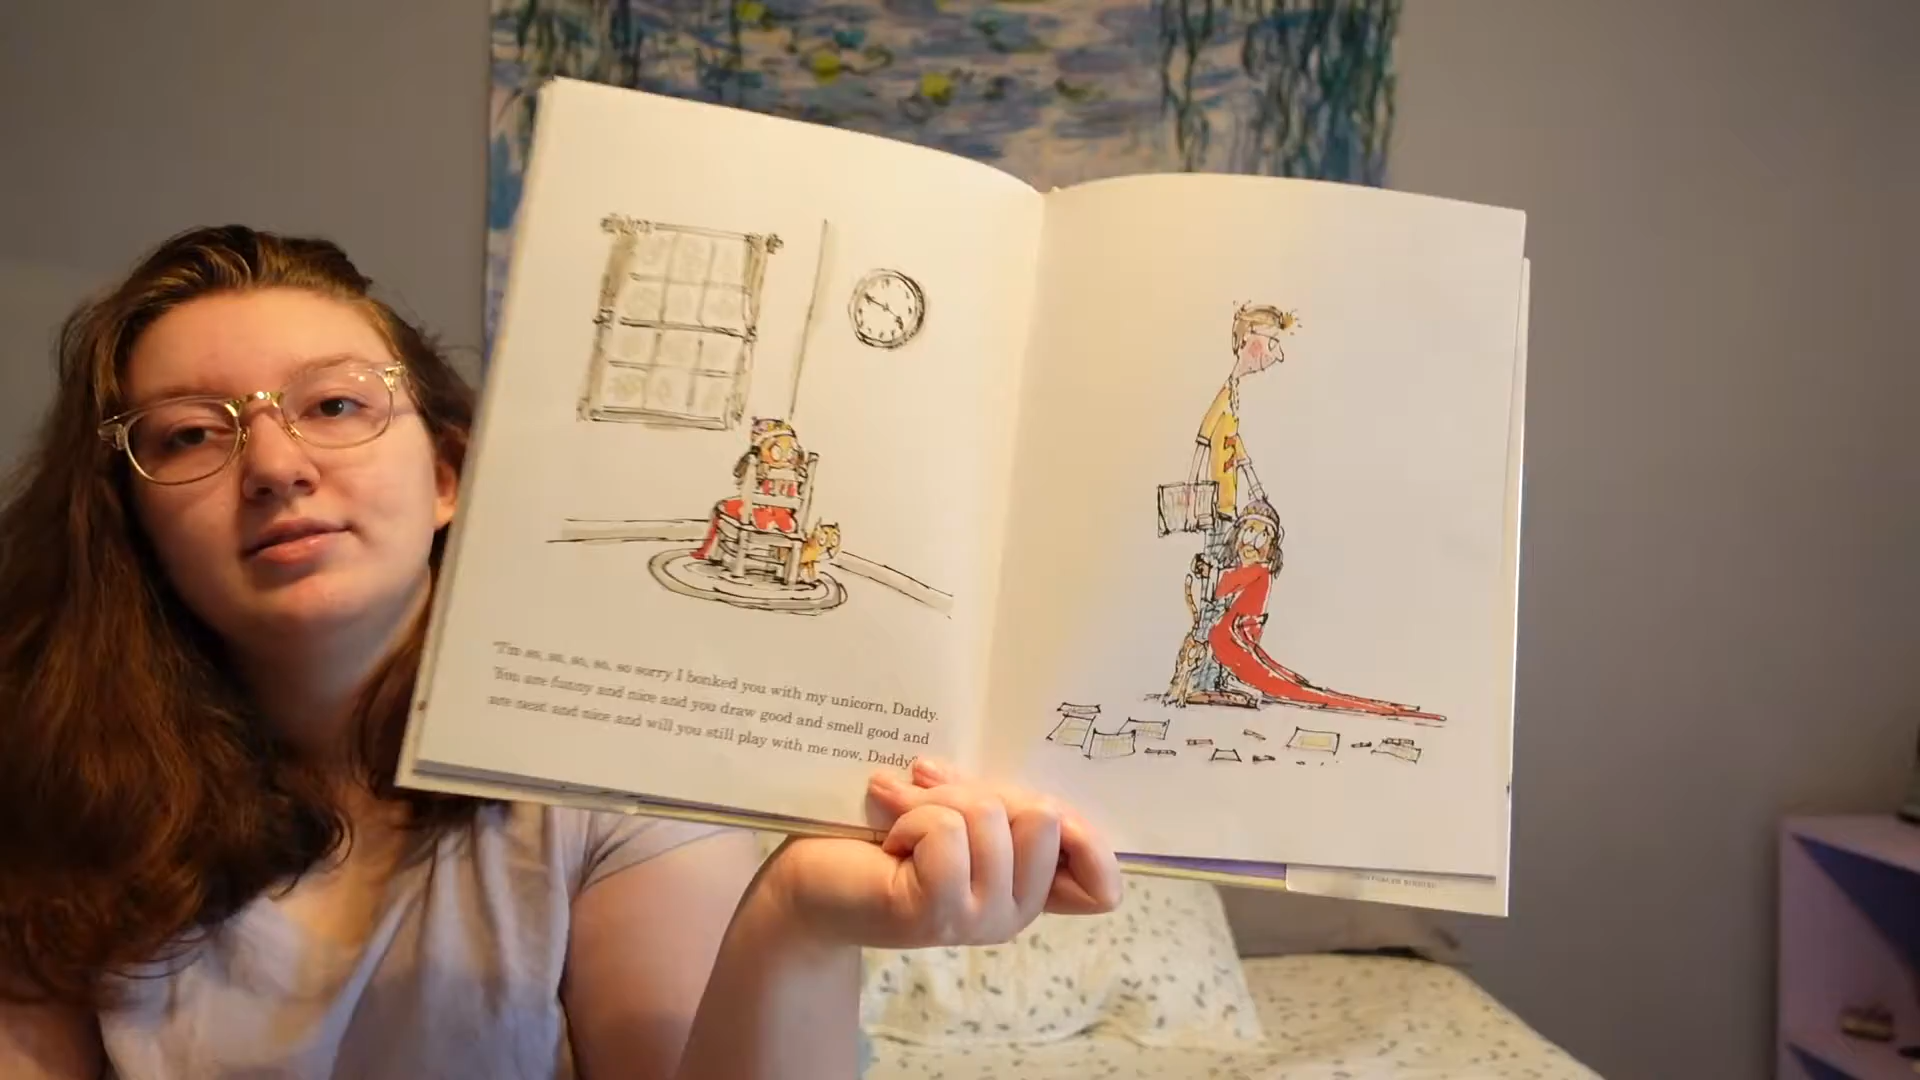 "I'm so, so, so, so, so sorry I bonked you with my unicorn, Daddy.
You are funny and nice and you draw good and smell good and
are neat and nice and will you still play with me now, Daddy?"